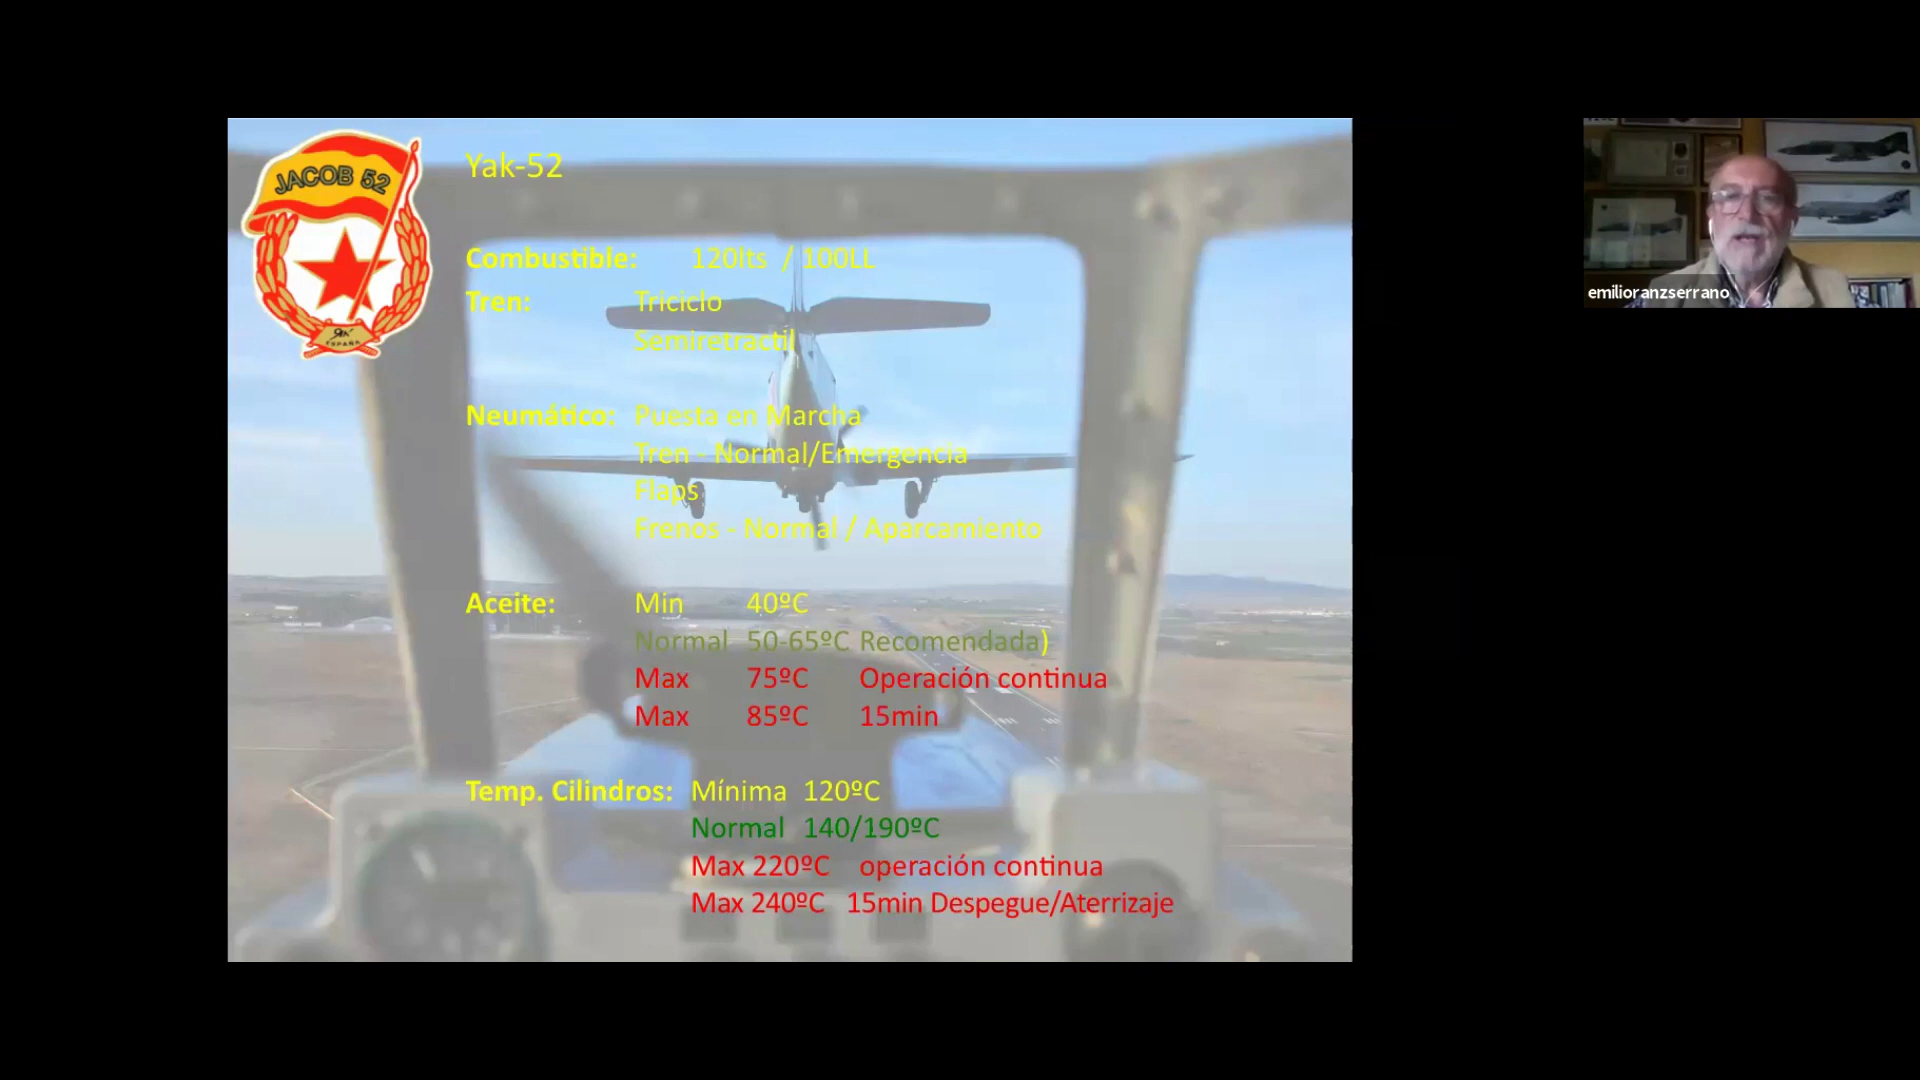 JACOB 52
ESPAÑA
Yak-52
Combustible: 120lts / 100LL
Tren: Triciclo
Semiretractil
Neumático: Puesta en Marcha
Tren - Normal/Emergencia
Flaps
Frenos - Normal / Aparcamiento
Aceite: Min 40ºC
Normal 50-65ºC Recomendada)
Max 75ºC Operación continua
Max 85ºC 15min
Temp. Cilindros: Mínima 120ºC
Normal 140/190ºC
Max 220ºC operación continua
Max 240ºC 15min Despegue/Aterrizaje
emilioranzserrano